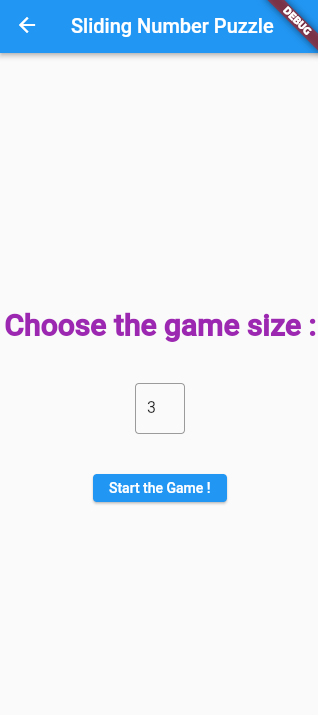 Sliding Number Puzzle
DEBUG
Choose the game size :
3
Start the Game !